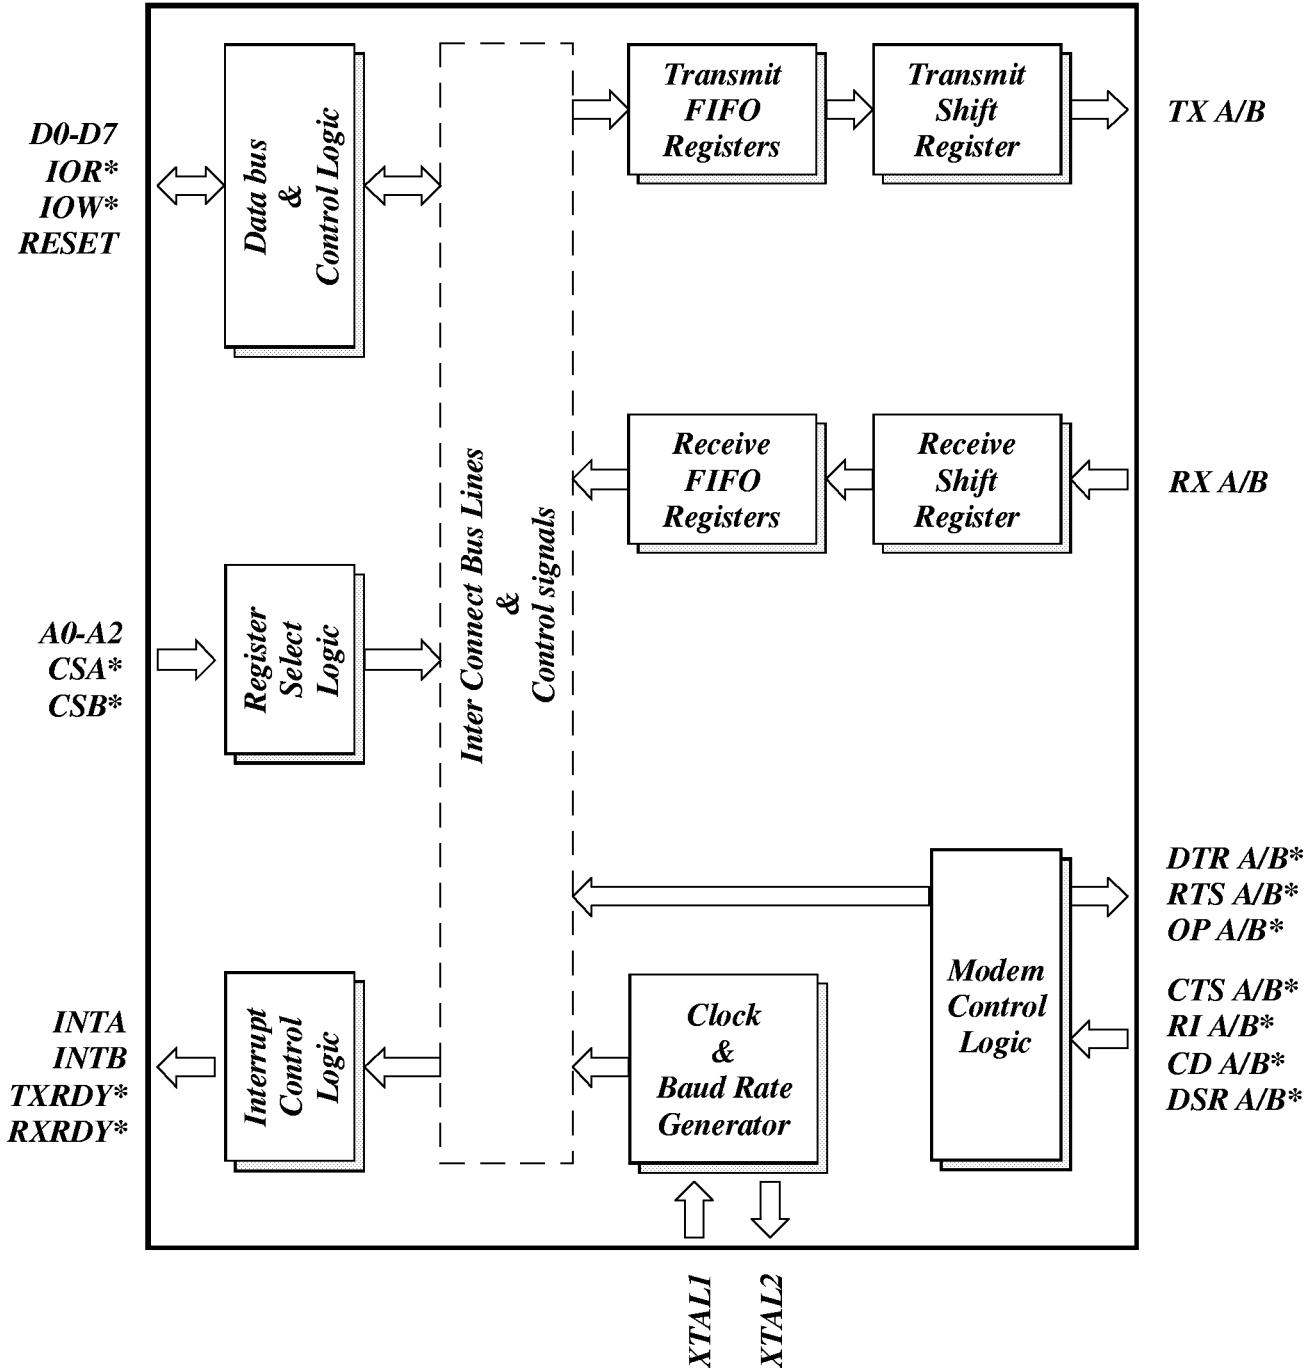 D0-D7
IOR*
IOW*
RESET
Data bus
&
Control Logic
Transmit
FIFO
Registers
Transmit
Shift
Register
TX A/B
Receive
FIFO
Registers
Receive
Shift
Register
RX A/B
Inter Connect Bus Lines
&
Control signals
A0-A2
CSA*
CSB*
Register
Select
Logic
DTR A/B*
RTS A/B*
OP A/B*
Modem
Control
Logic
CTS A/B*
RI A/B*
CD A/B*
DSR A/B*
INTA
INTB
TXRDY*
RXRDY*
Interrupt
Control
Logic
Clock
&
Baud Rate
Generator
XTAL1
XTAL2